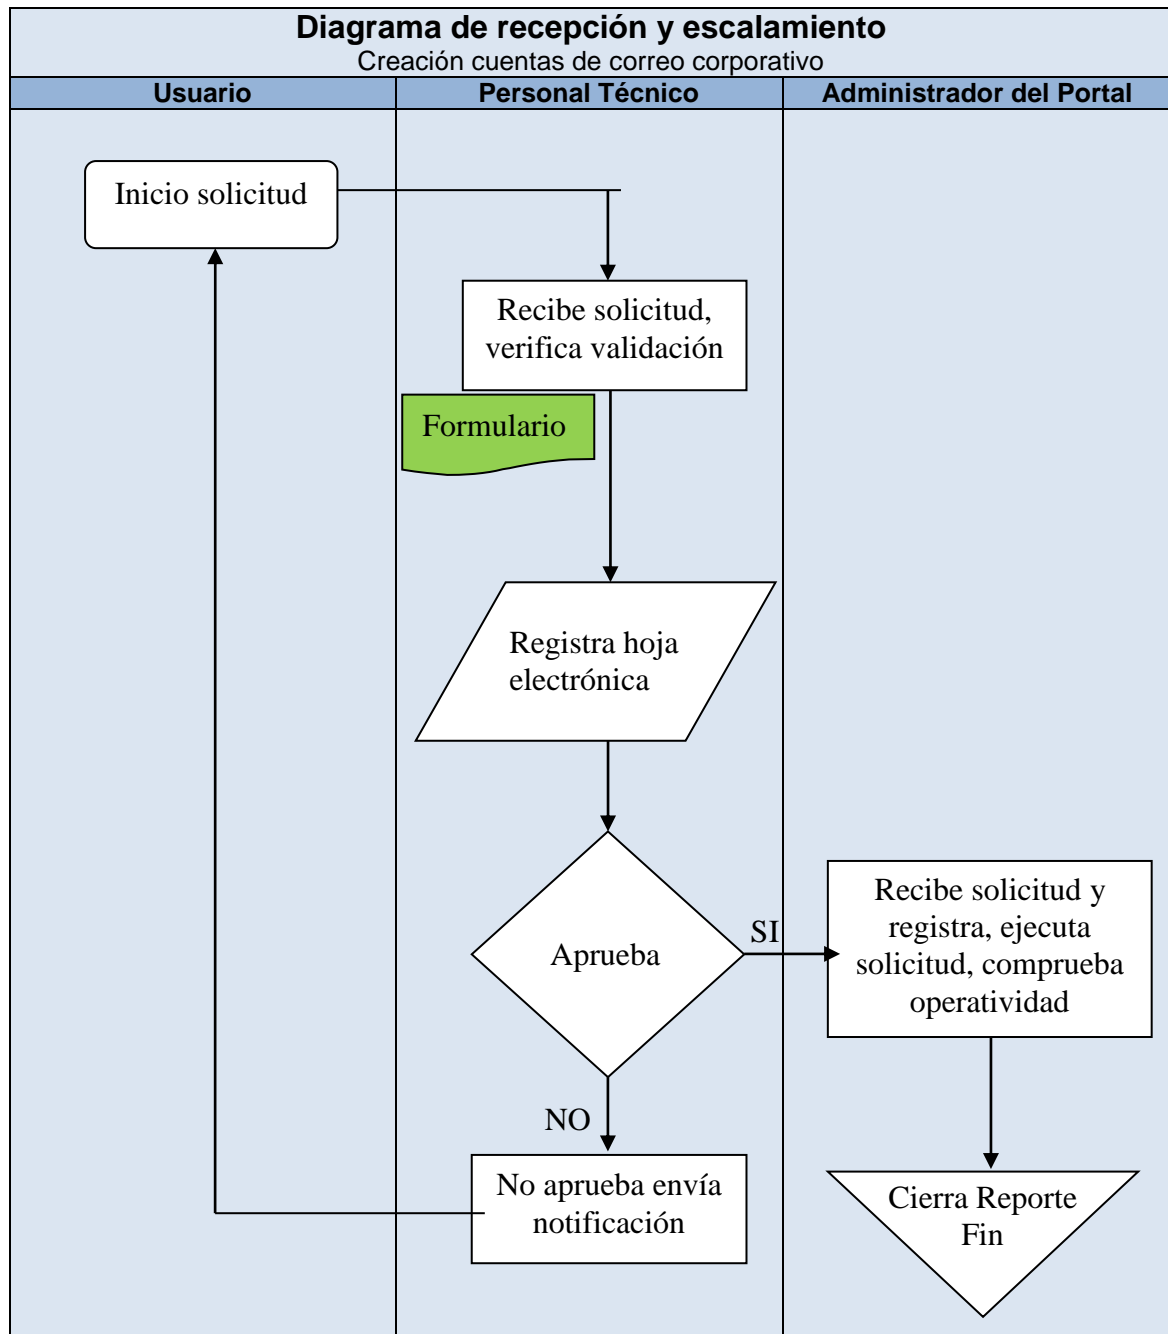 Diagrama de recepción y escalamiento
Creación cuentas de correo corporativo
Usuario
Personal Técnico
Administrador del Portal
Inicio solicitud
Recibe solicitud,
verifica validación
Formulario
Registra hoja
electrónica
Aprueba
SI
Recibe solicitud y
registra, ejecuta
solicitud, comprueba
operatividad
NO
No aprueba envía
notificación
Cierra Reporte
Fin